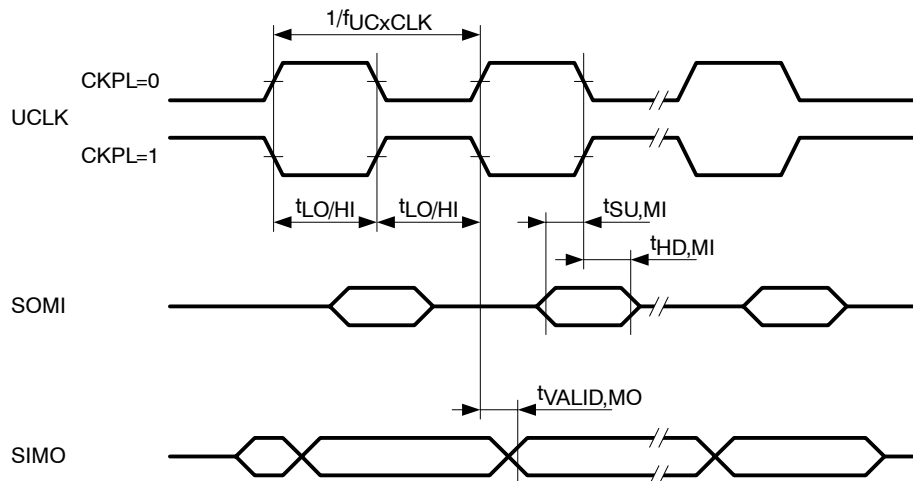 1/fUCxCLK
CKPL=0
UCLK
CKPL=1
tLO/HI tLO/HI tSU,MI
tHD,MI
SOMI
tVALID,MO
SIMO